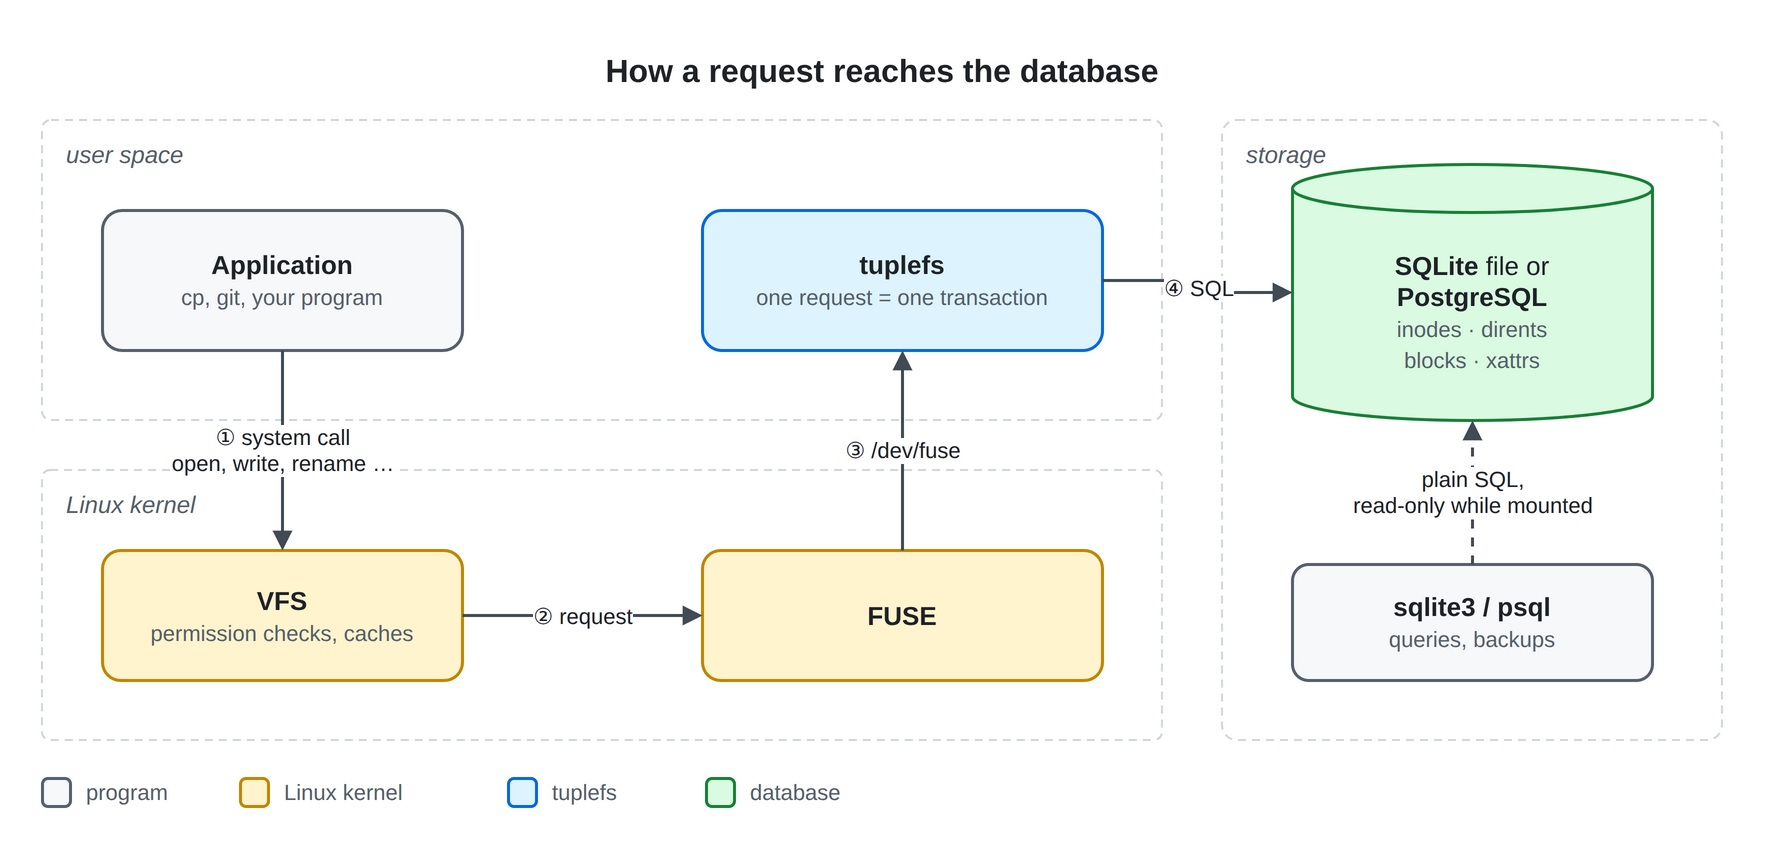 How a request reaches the database
user space
storage
Application
cp, git, your program
tuplefs
one request = one transaction
④ SQL
SQLite file or
PostgreSQL
inodes · dirents
blocks · xattrs
① system call
open, write, rename …
③ /dev/fuse
plain SQL,
read-only while mounted
Linux kernel
VFS
permission checks, caches
② request
FUSE
sqlite3 / psql
queries, backups
program
Linux kernel
tuplefs
database